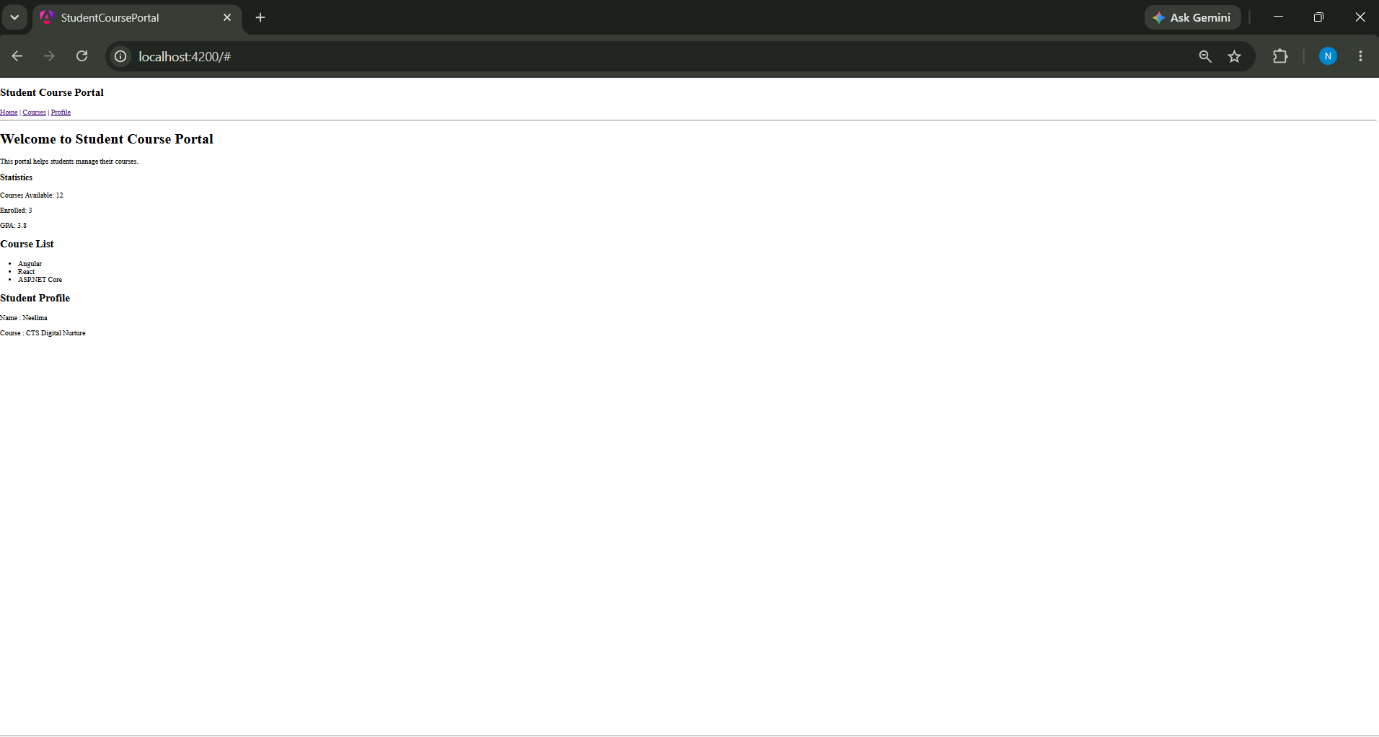 StudentCoursePortal
Ask Gemini
localhost:4200/#
N
Student Course Portal
Home | Courses | Profile
Welcome to Student Course Portal
This portal helps students manage their courses.
Statistics
Courses Available: 12
Enrolled: 3
GPA: 3.8
Course List
Angular
React
ASP.NET Core
Student Profile
Name : Neelima
Course : CTS Digital Nurture